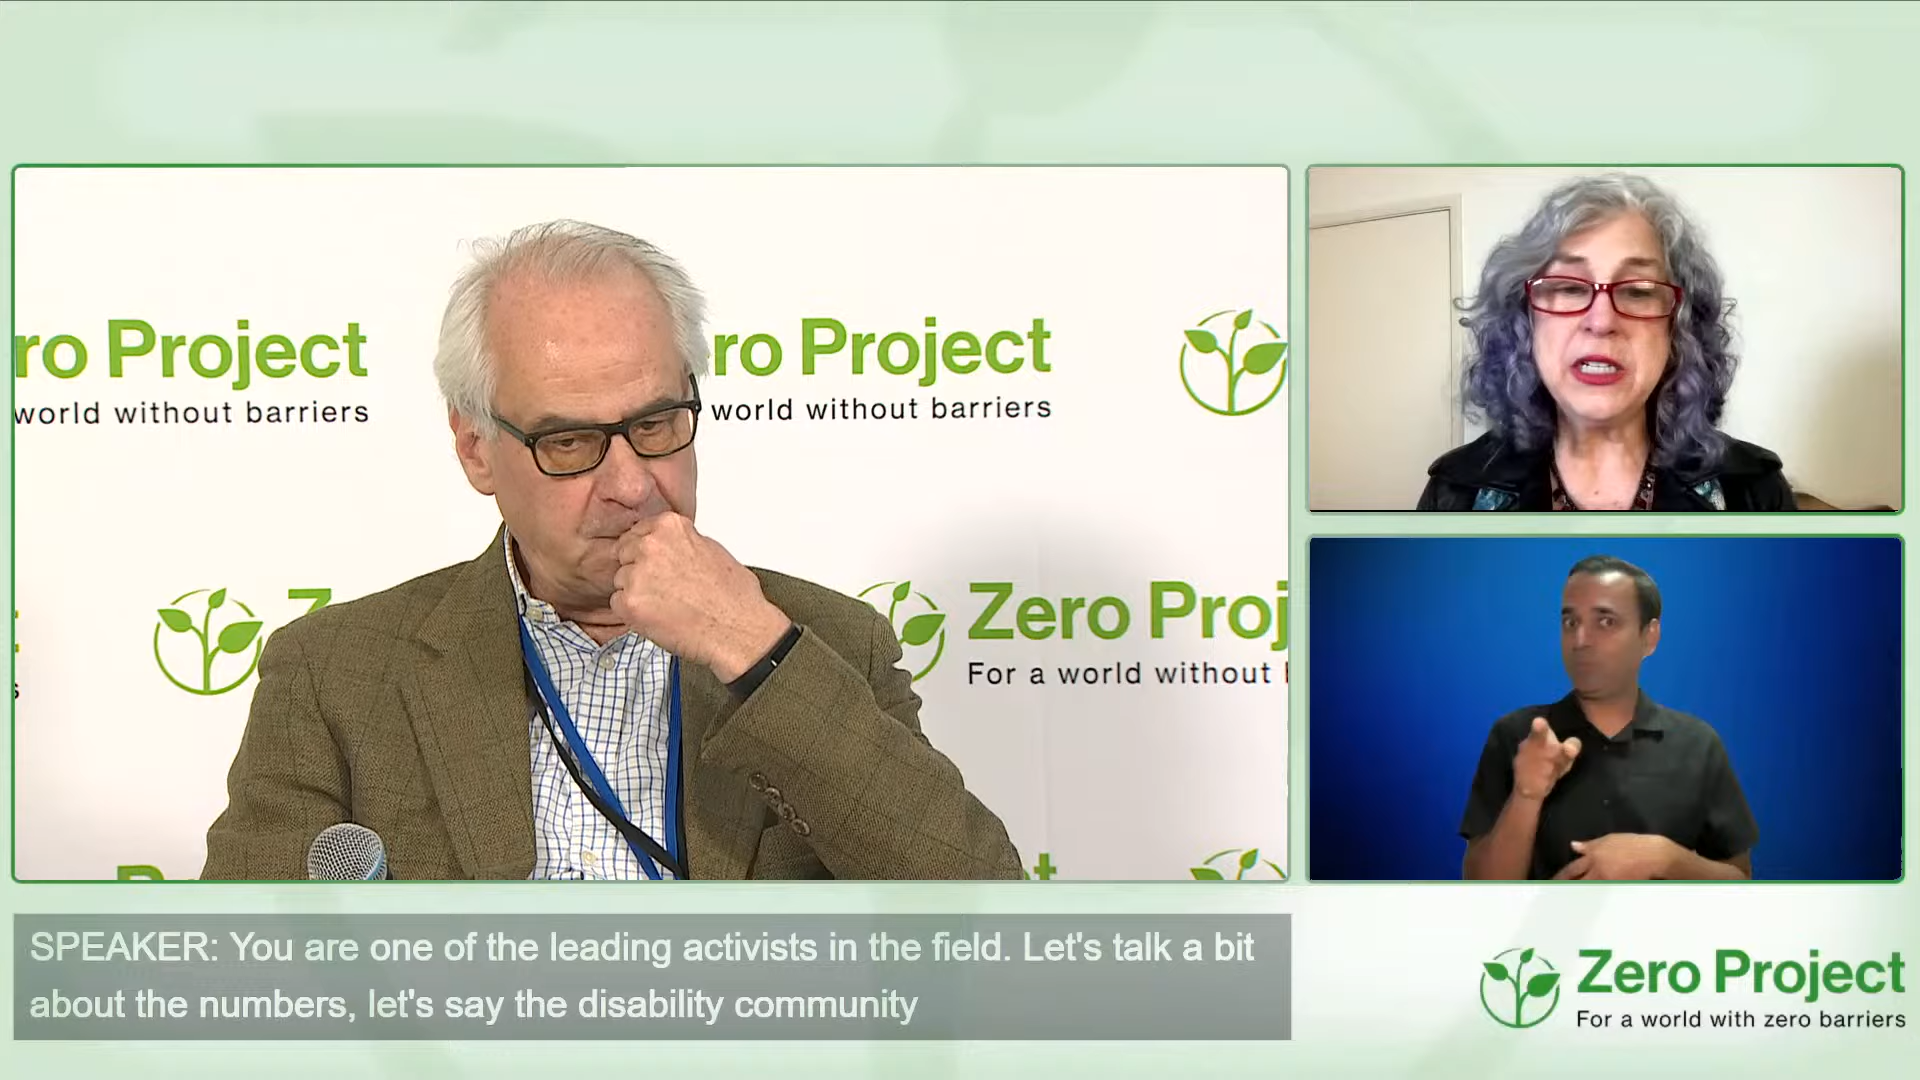 ro Project
world without barriers
ro Project
world without barriers
Z
Zero Proj
For a world without
SPEAKER: You are one of the leading activists in the field. Let's talk a bit
about the numbers, let's say the disability community
Zero Project
For a world with zero barriers